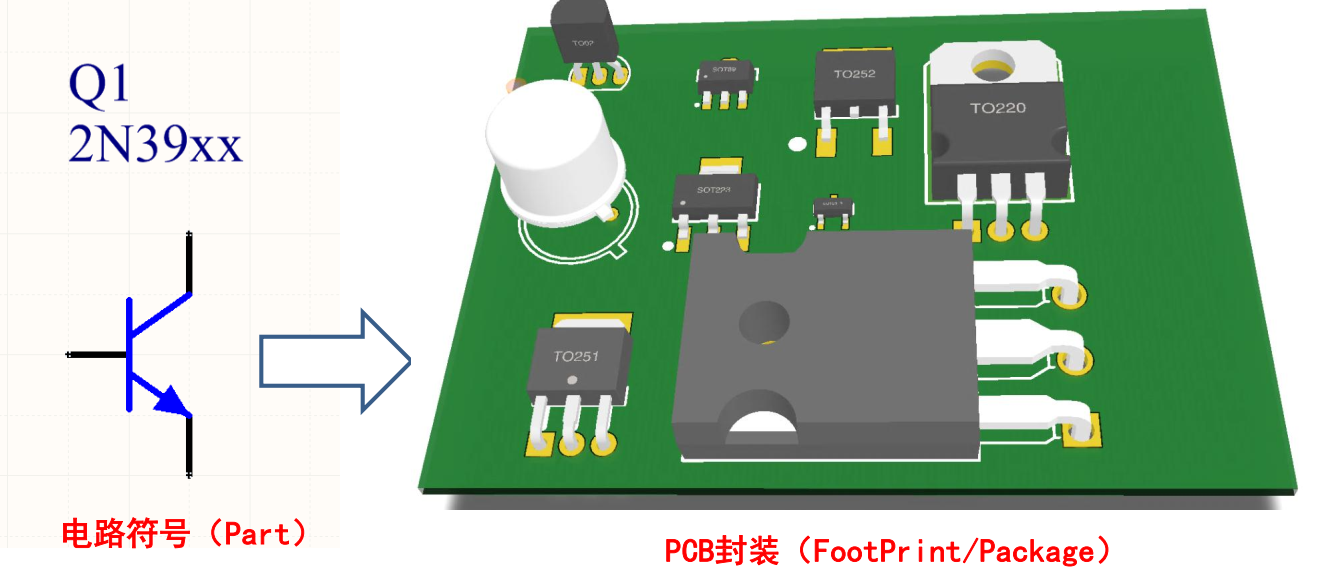 Q1
2N39xx
电路符号（Part）
TO92
SOT89
TO252
TO220
SOT223
TO251
PCB封装（FootPrint/Package）